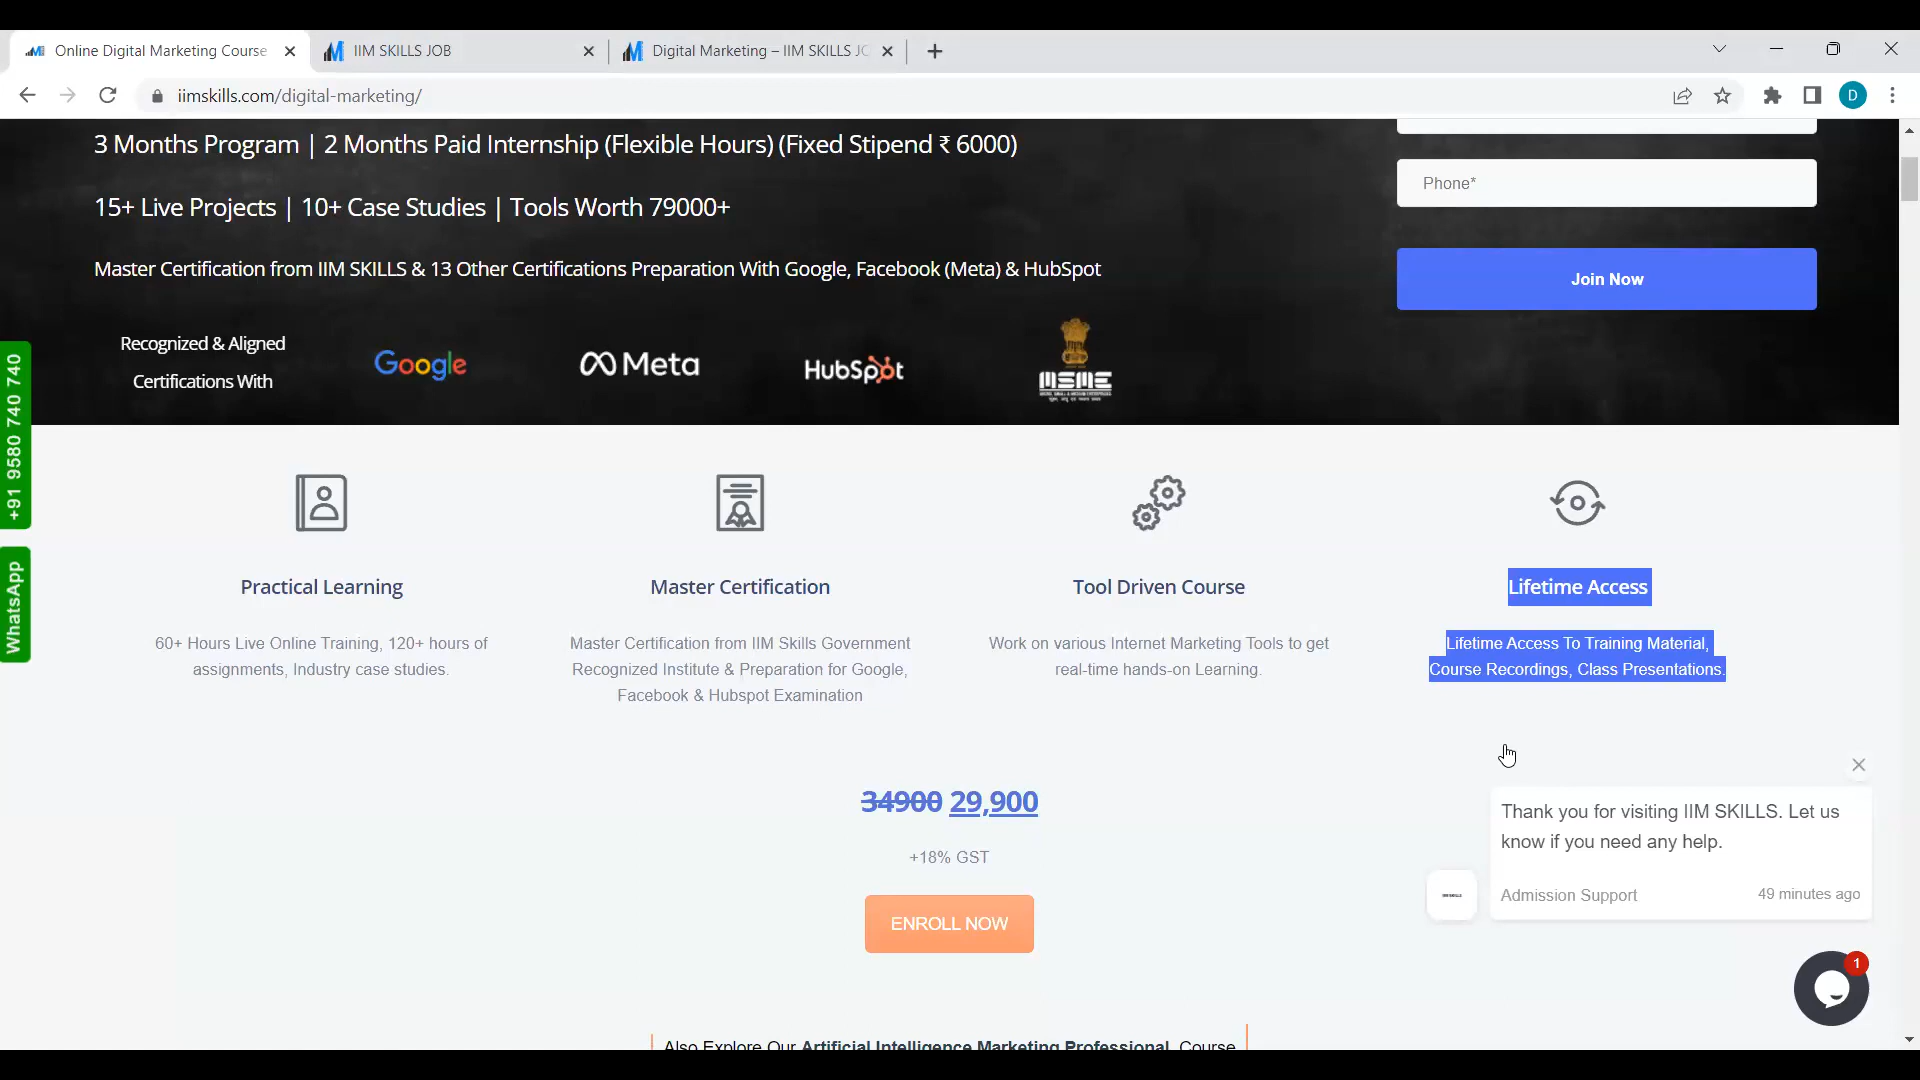 Online Digital Marketing Course
IIM SKILLS JOB
Digital Marketing – IIM SKILLS JO
iimskills.com/digital-marketing/
D
3 Months Program | 2 Months Paid Internship (Flexible Hours) (Fixed Stipend ₹ 6000)
Phone*
15+ Live Projects | 10+ Case Studies | Tools Worth 79000+
Master Certification from IIM SKILLS & 13 Other Certifications Preparation With Google, Facebook (Meta) & HubSpot
Join Now
Recognized & Aligned
Certifications With
Google
Meta
HubSpot
MSME
+91 9580 740 740
WhatsApp
Practical Learning
60+ Hours Live Online Training, 120+ hours of
assignments, Industry case studies.
Master Certification
Master Certification from IIM Skills Government
Recognized Institute & Preparation for Google,
Facebook & Hubspot Examination
Tool Driven Course
Work on various Internet Marketing Tools to get
real-time hands-on Learning.
Lifetime Access
Lifetime Access To Training Material,
Course Recordings, Class Presentations.
34900 29,900
+18% GST
ENROLL NOW
Thank you for visiting IIM SKILLS. Let us
know if you need any help.
Admission Support
49 minutes ago
1
Also Explore Our Artificial Intelligence Marketing Professional Course